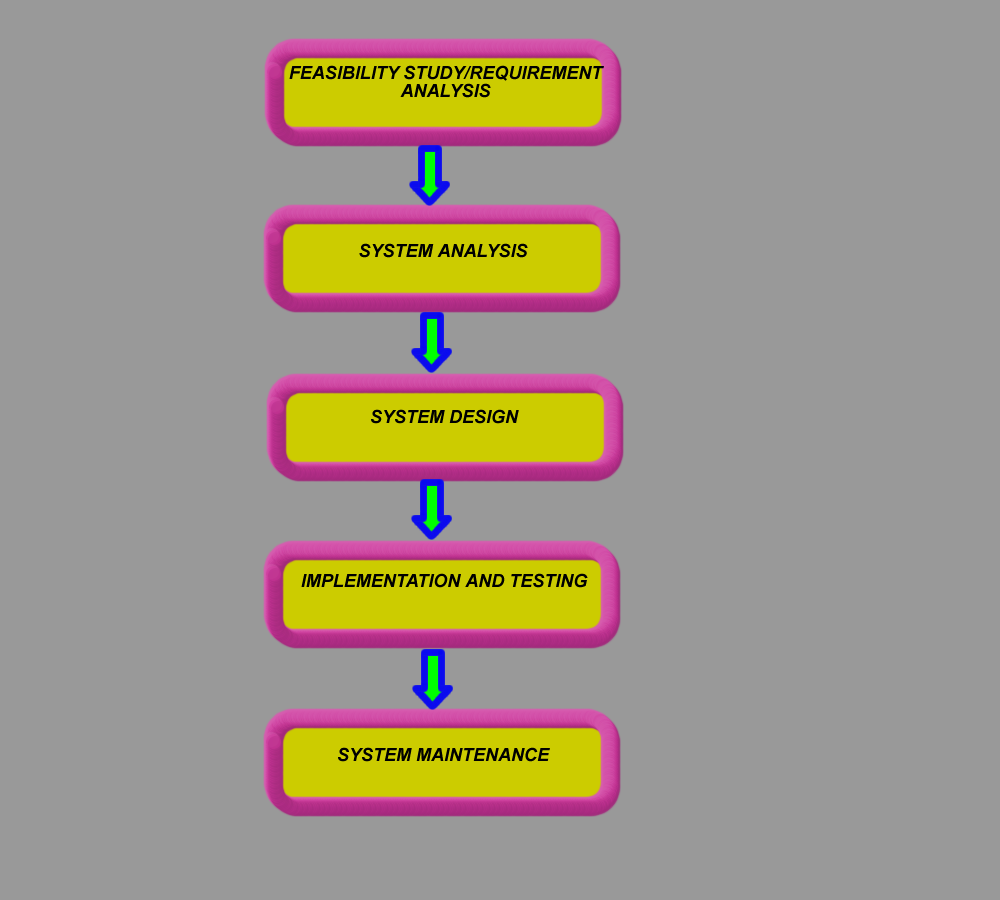 FEASIBILITY STUDY/REQUIREMENT
ANALYSIS
SYSTEM ANALYSIS
SYSTEM DESIGN
IMPLEMENTATION AND TESTING
SYSTEM MAINTENANCE